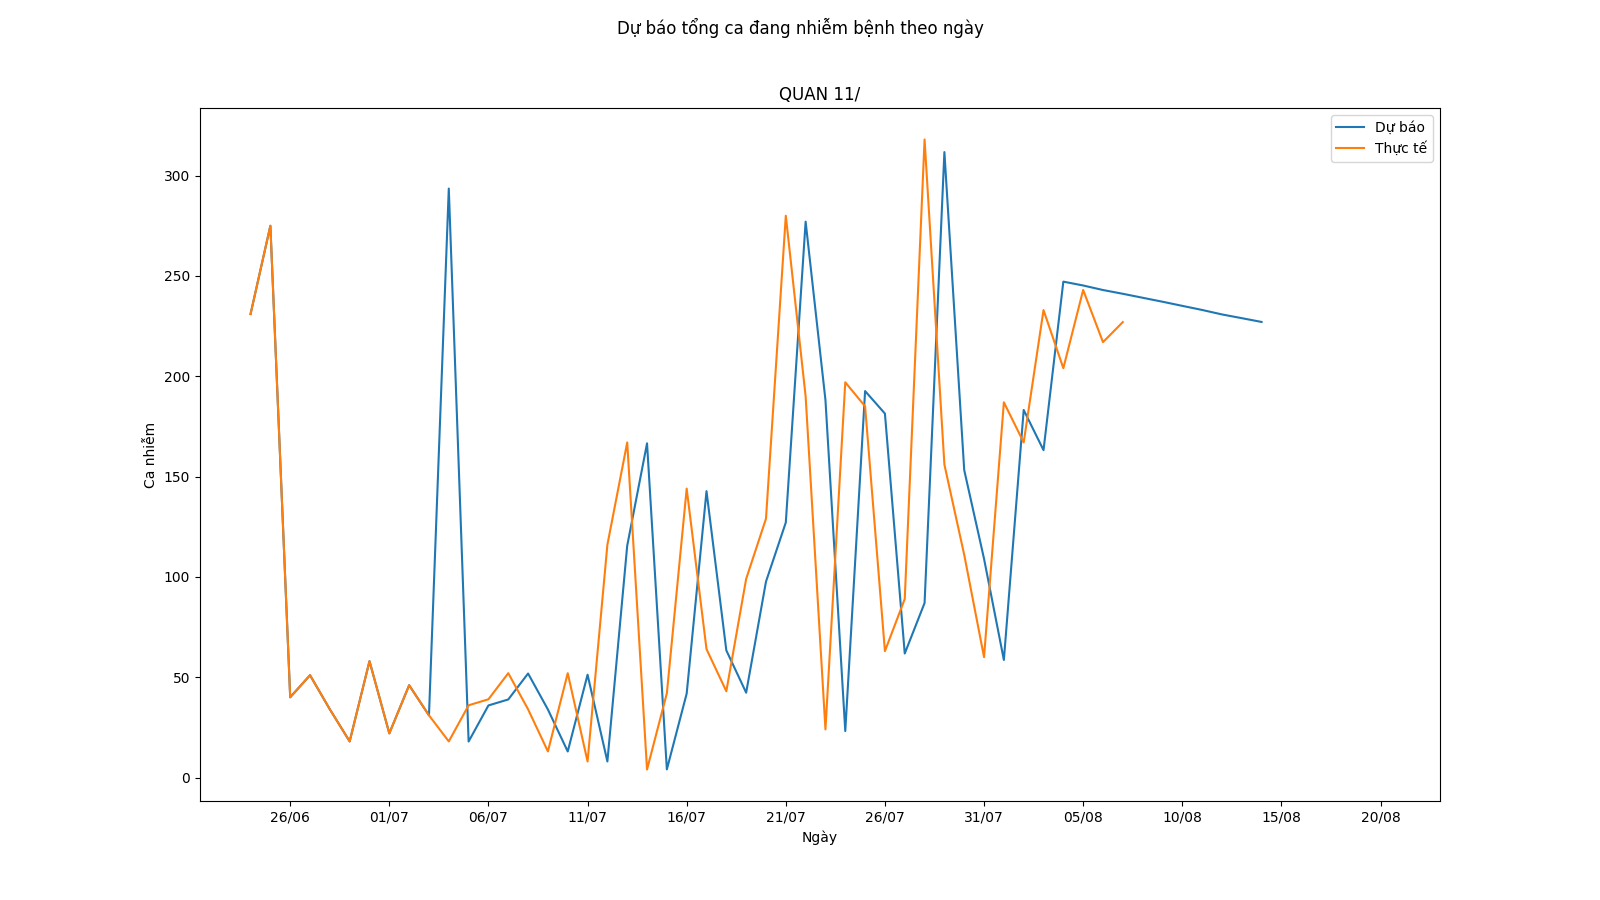 Dự báo tổng ca đang nhiễm bệnh theo ngày
QUAN 11/
Dự báo
Thực tế
Ca nhiễm
300
250
200
150
100
50
0
26/06 01/07 06/07 11/07 16/07 21/07 26/07 31/07 05/08 10/08 15/08 20/08
Ngày